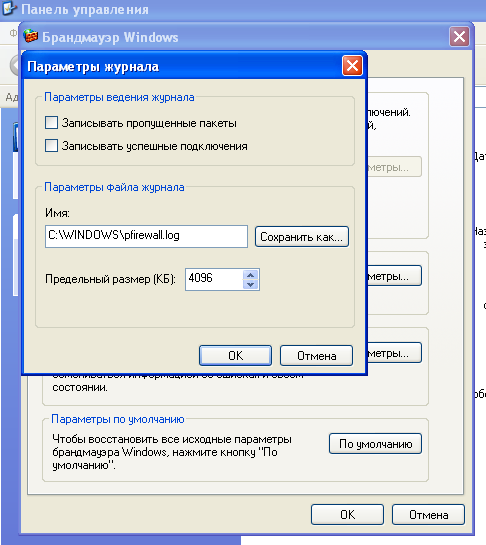 Панель управления
Брандмауэр Windows
Параметры журнала
Параметры ведения журнала
Записывать пропущенные пакеты
Записывать успешные подключения
Параметры файла журнала
Имя:
C:\WINDOWS\pfirewall.log
Сохранить как...
Предельный размер (КБ):
4096
ОК
Отмена
состоянии.
Параметры по умолчанию
Чтобы восстановить все исходные параметры
брандмауэра Windows, нажмите кнопку "По
умолчанию".
По умолчанию
ОК
Отмена